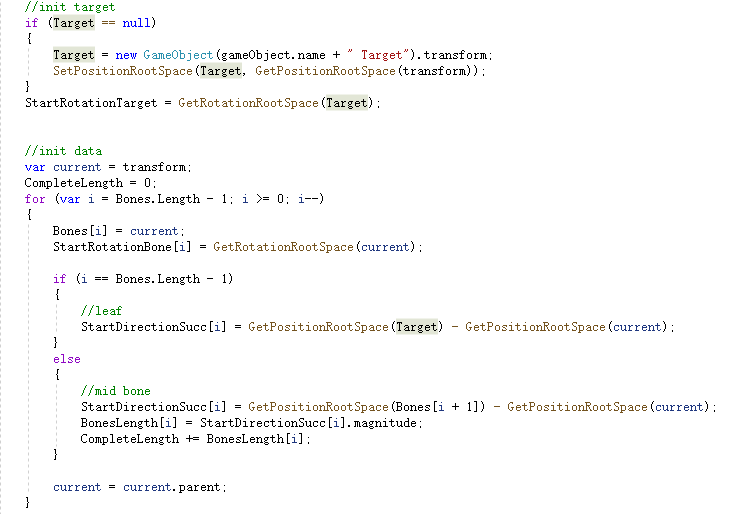 //init target
if (Target == null)
{
    Target = new GameObject(gameObject.name + " Target").transform;
    SetPositionRootSpace(Target, GetPositionRootSpace(transform));
}
StartRotationTarget = GetRotationRootSpace(Target);


//init data
var current = transform;
CompleteLength = 0;
for (var i = Bones.Length - 1; i >= 0; i--)
{
    Bones[i] = current;
    StartRotationBone[i] = GetRotationRootSpace(current);

    if (i == Bones.Length - 1)
    {
        //leaf
        StartDirectionSucc[i] = GetPositionRootSpace(Target) - GetPositionRootSpace(current);
    }
    else
    {
        //mid bone
        StartDirectionSucc[i] = GetPositionRootSpace(Bones[i + 1]) - GetPositionRootSpace(current);
        BonesLength[i] = StartDirectionSucc[i].magnitude;
        CompleteLength += BonesLength[i];
    }

    current = current.parent;
}